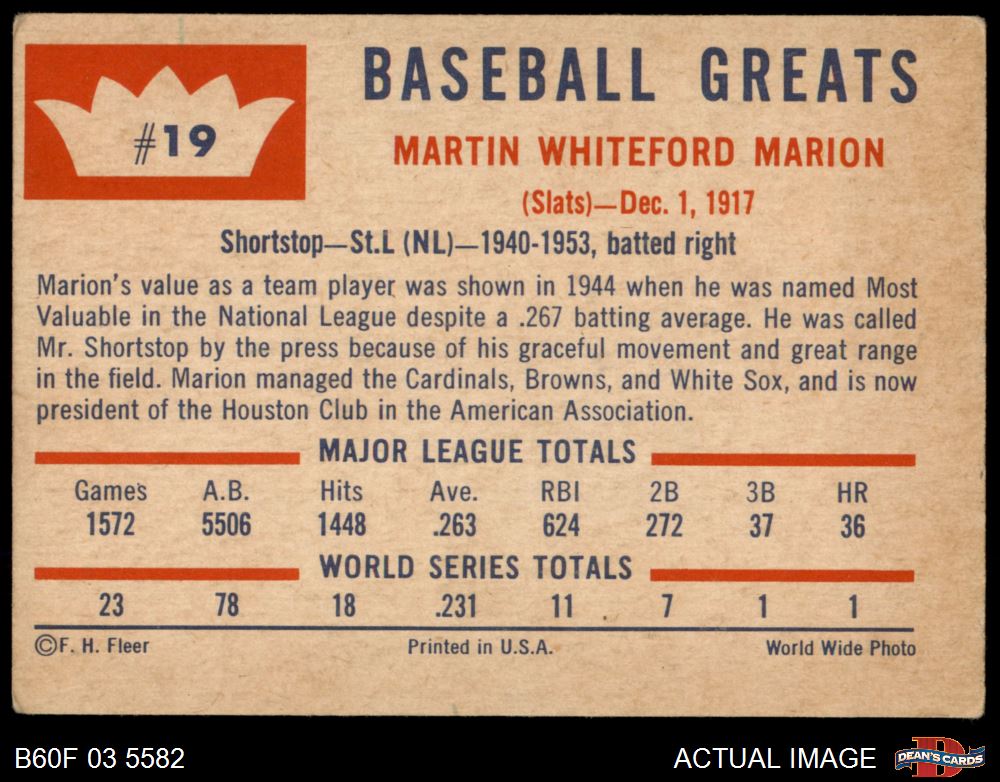 #19
BASEBALL GREATS
MARTIN WHITEFORD MARION
(Slats)—Dec. 1, 1917
Shortstop—St.L (NL)—1940-1953, batted right
Marion's value as a team player was shown in 1944 when he was named Most
Valuable in the National League despite a .267 batting average. He was called
Mr. Shortstop by the press because of his graceful movement and great range
in the field. Marion managed the Cardinals, Browns, and White Sox, and is now
president of the Houston Club in the American Association.
MAJOR LEAGUE TOTALS
Games A.B. Hits Ave. RBI 2B 3B HR
1572 5506 1448 .263 624 272 37 36
WORLD SERIES TOTALS
23 78 18 .231 11 7 1 1
©F. H. Fleer Printed in U.S.A. World Wide Photo
B60F 03 5582 ACTUAL IMAGE D DEAN'S CARDS